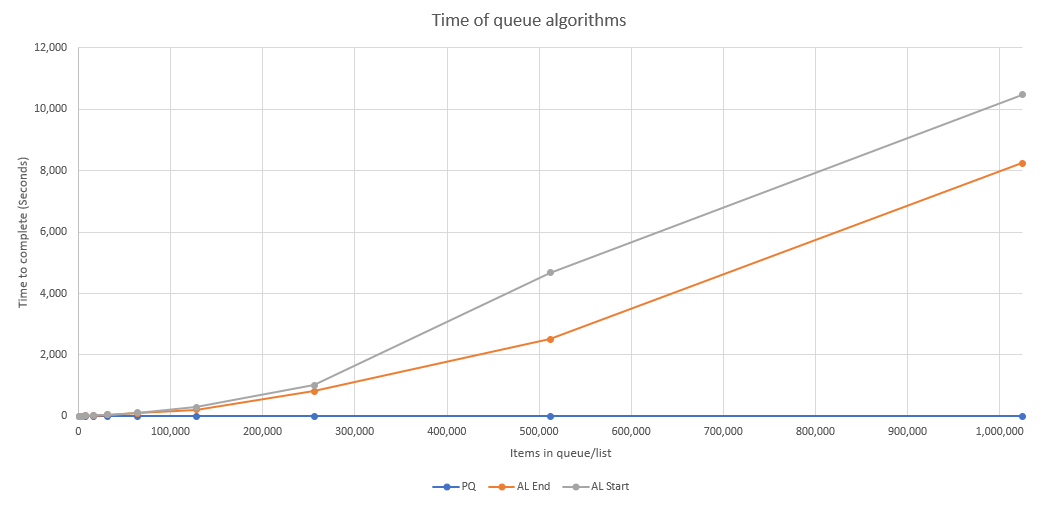 Time of queue algorithms
12,000
10,000
8,000
6,000
4,000
2,000
0
Time to complete (Seconds)
0 100,000 200,000 300,000 400,000 500,000 600,000 700,000 800,000 900,000 1,000,000
Items in queue/list
PQ AL End AL Start